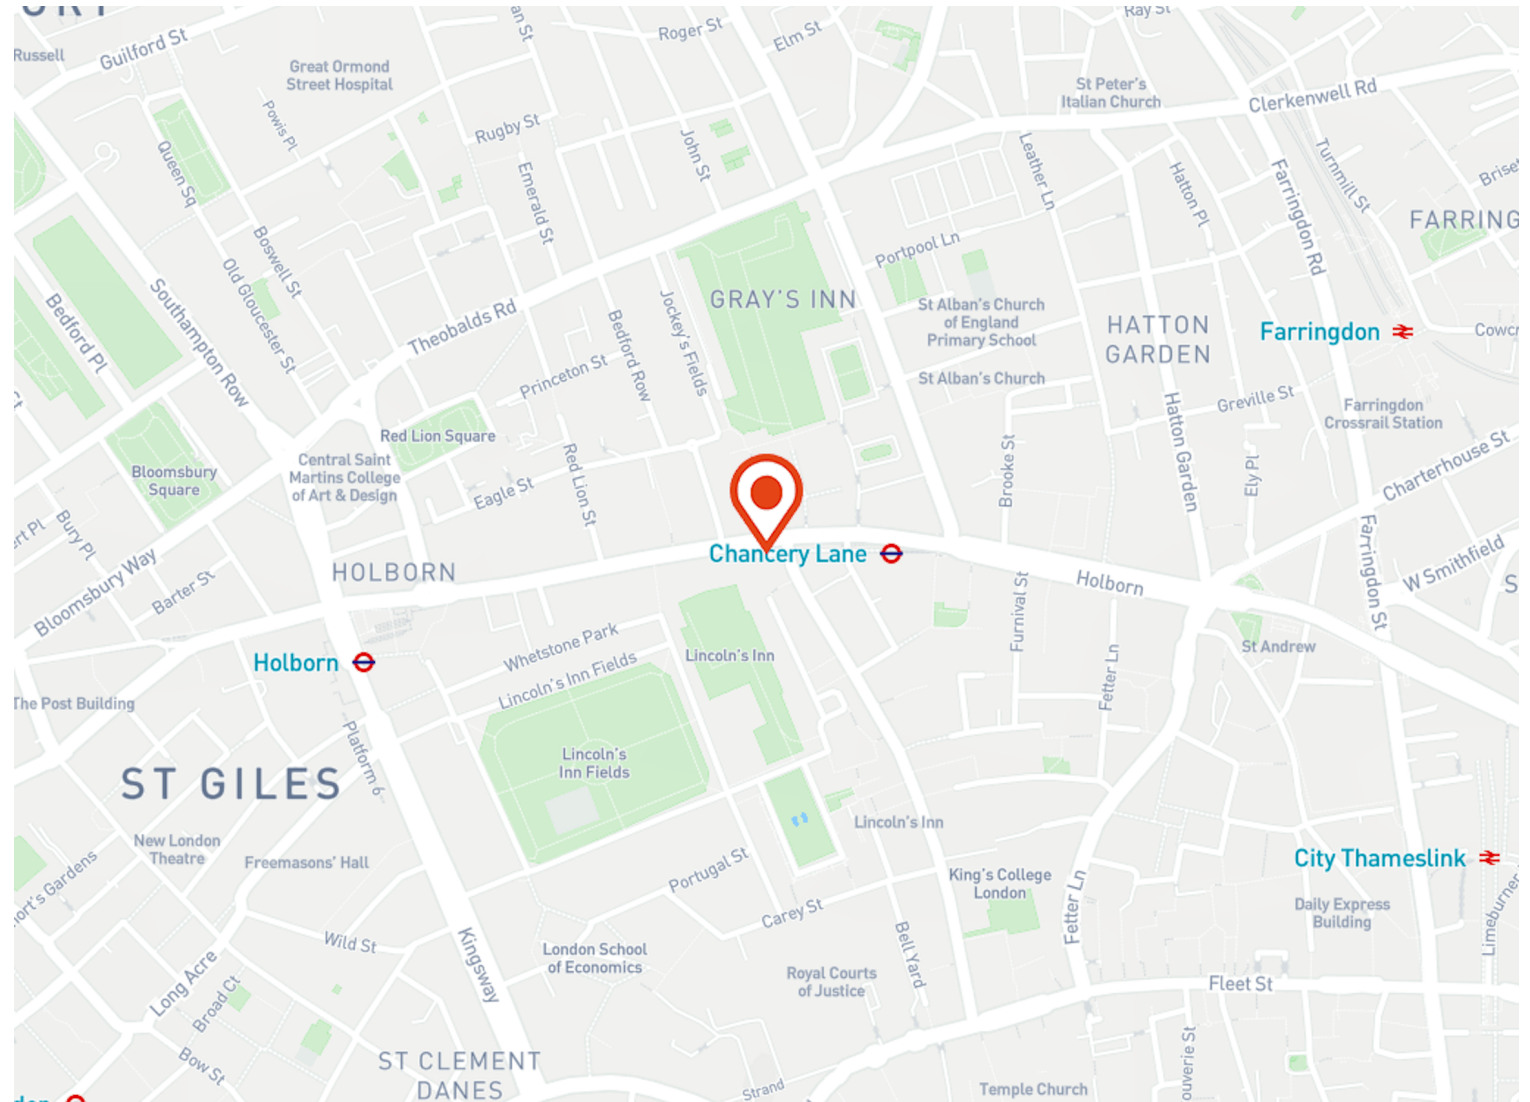 Russell
Guilford St
Great Ormond
Street Hospital
Roger St
Elm St
Ray St
St Peter's
Italian Church
Clerkenwell Rd
Powis Pl
Queen Sq
Rugby St
John St
Emerald St
Leather Ln
Hatton Pl
Turnmill St
Farringdon Rd
FARRING
Boswell St
Old Gloucester St
Southampton Row
Bedford Pl
Theobalds Rd
Jockey's Fields
GRAY'S INN
Portpool Ln
St Alban's Church
of England
Primary School
HATTON
GARDEN
Farringdon
Princeton St
Bedford Row
St Alban's Church
Greville St
Farringdon
Crossrail Station
Hatton Garden
Red Lion Square
Central Saint
Martins College
of Art & Design
Bloomsbury
Square
Eagle St
Red Lion St
Brooke St
Ely Pl
Charterhouse St
Bury Pl
Bloomsbury Way
Barter St
HOLBORN
Chancery Lane
Holborn
Furnival St
Farringdon St
W Smithfield
Holborn
Whetstone Park
Lincoln's Inn Fields
Lincoln's Inn
Fetter Ln
St Andrew
The Post Building
Platform 6
ST GILES
Lincoln's
Inn Fields
New London
Theatre
Freemasons' Hall
Lincoln's Inn
Portugal St
Carey St
King's College
London
Fetter Ln
City Thameslink
Daily Express
Building
Limeburner
Wild St
Kingsway
London School
of Economics
Bell Yard
Royal Courts
of Justice
Fleet St
Long Acre
Broad Ct
Bow St
ST CLEMENT
DANES
Strand
Temple Church